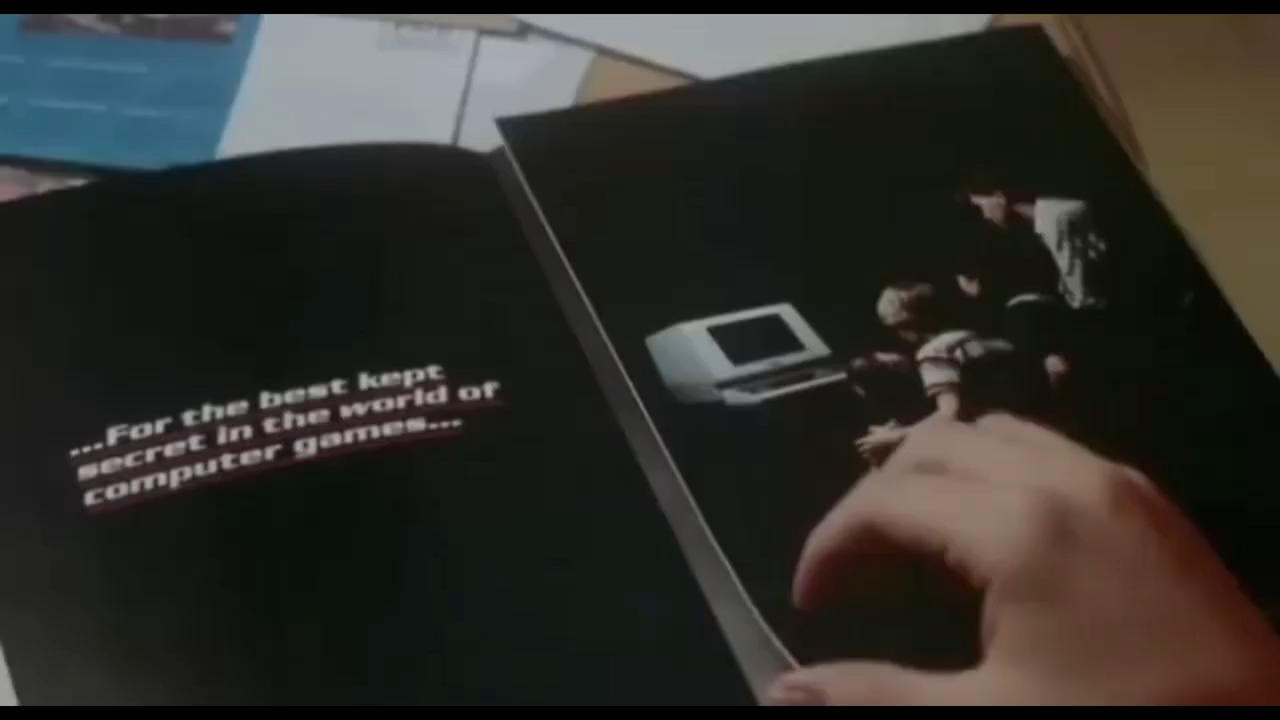 ...For the best kept
secret in the world of
computer games...